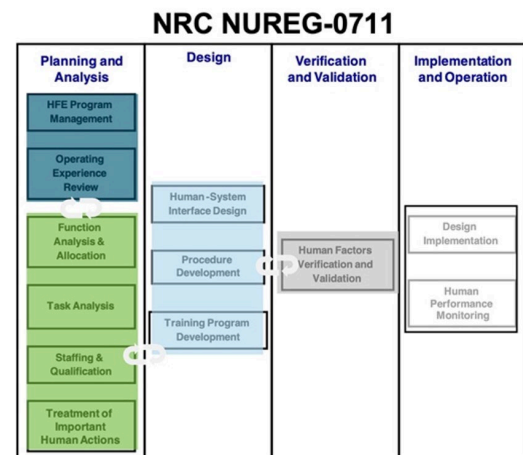 NRC NUREG-0711
Planning and
Analysis
HFE Program
Management
Operating
Experience
Review
Function
Analysis &
Allocation
Task Analysis
Staffing &
Qualification
Treatment of
Important
Human Actions
Design
Human-System
Interface Design
Procedure
Development
Training Program
Development
Verification
and Validation
Human Factors
Verification and
Validation
Implementation
and Operation
Design
Implementation
Human
Performance
Monitoring